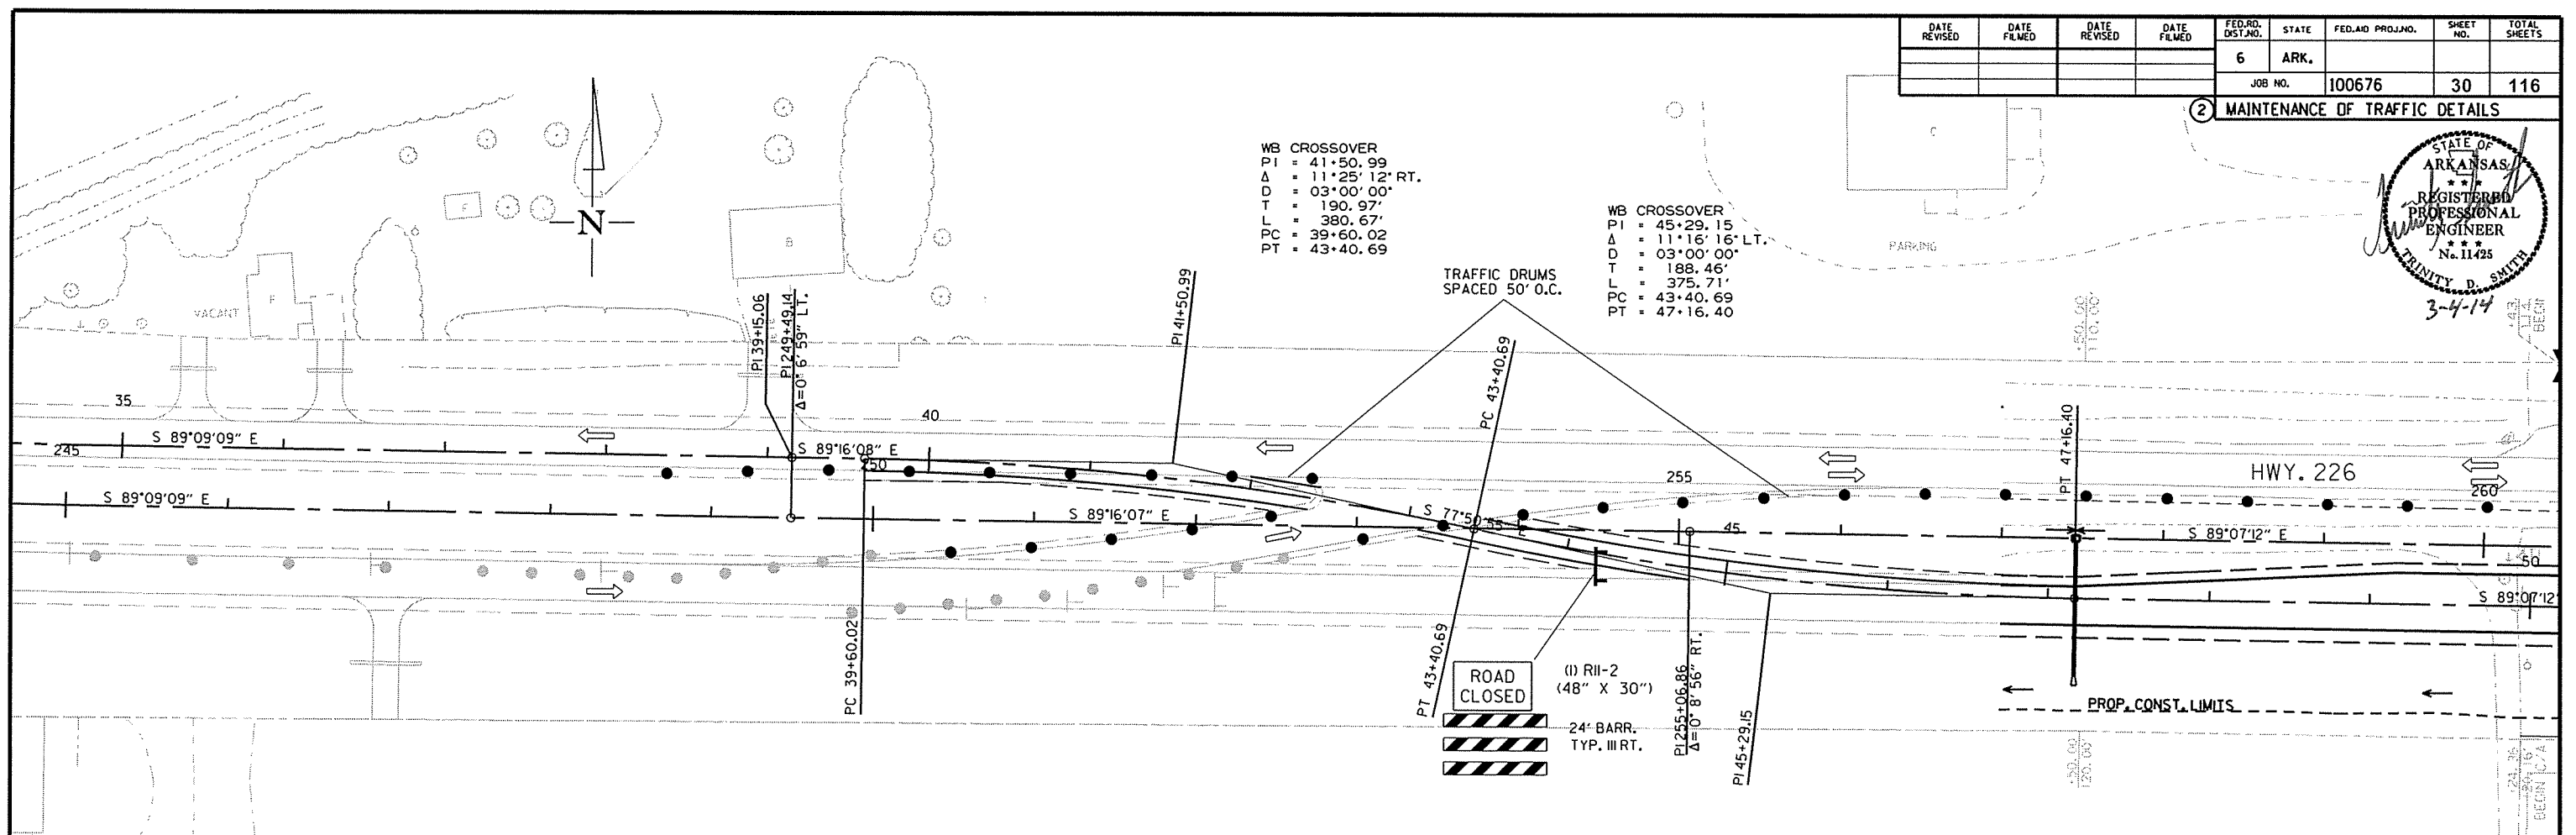 DATE REVISED
DATE FILMED
DATE REVISED
DATE FILMED
FED.RD. DIST.NO.
STATE
FED.AID PROJ.NO.
SHEET NO.
TOTAL SHEETS
6
ARK.
JOB NO.
100676
30
116
2
MAINTENANCE OF TRAFFIC DETAILS
STATE OF
ARKANSAS
REGISTERED
PROFESSIONAL
ENGINEER
No. 11425
TRINITY D. SMITH
3-4-14
WB CROSSOVER
PI = 41+50.99
Δ = 11°25'12" RT.
D = 03°00'00"
T = 190.97'
L = 380.67'
PC = 39+60.02
PT = 43+40.69
WB CROSSOVER
PI = 45+29.15
Δ = 11°16'16" LT.
D = 03°00'00"
T = 188.46'
L = 375.71'
PC = 43+40.69
PT = 47+16.40
TRAFFIC DRUMS
SPACED 50' O.C.
N
F
B
C
PARKING
VACANT
F
PI 39+15.06
PI 249+49.14
Δ=0° 6' 59" LT.
PI 41+50.99
PC 43+40.69
PT 47+16.40
+50.00
110.00'
BEGIN
35
40
245
S 89°09'09" E
S 89°16'08" E
250
255
HWY. 226
260
S 89°09'09" E
S 89°16'07" E
S 77°50'55" E
45
S 89°07'12" E
50
S 89°07'12"
PC 39+60.02
PT 43+40.69
ROAD
CLOSED
(1) R11-2
(48" X 30")
24' BARR.
TYP. III RT.
PI 255+06.86
Δ=0° 8' 56" RT.
PI 45+29.15
PROP. CONST. LIMITS
+50.00
120.00'
BEGIN C/A